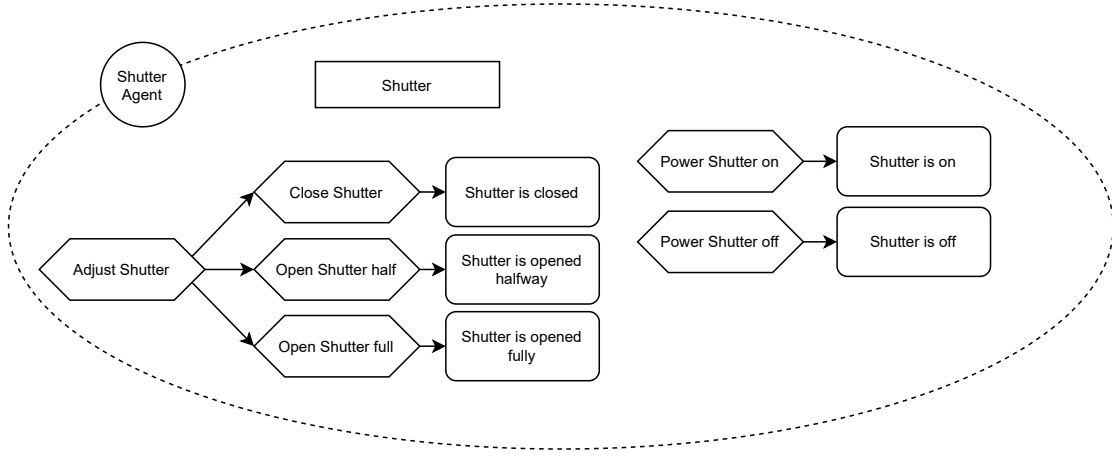 Shutter
Agent
Shutter
Power Shutter on
Shutter is on
Close Shutter
Shutter is closed
Power Shutter off
Shutter is off
Adjust Shutter
Open Shutter half
Shutter is opened
halfway
Open Shutter full
Shutter is opened
fully